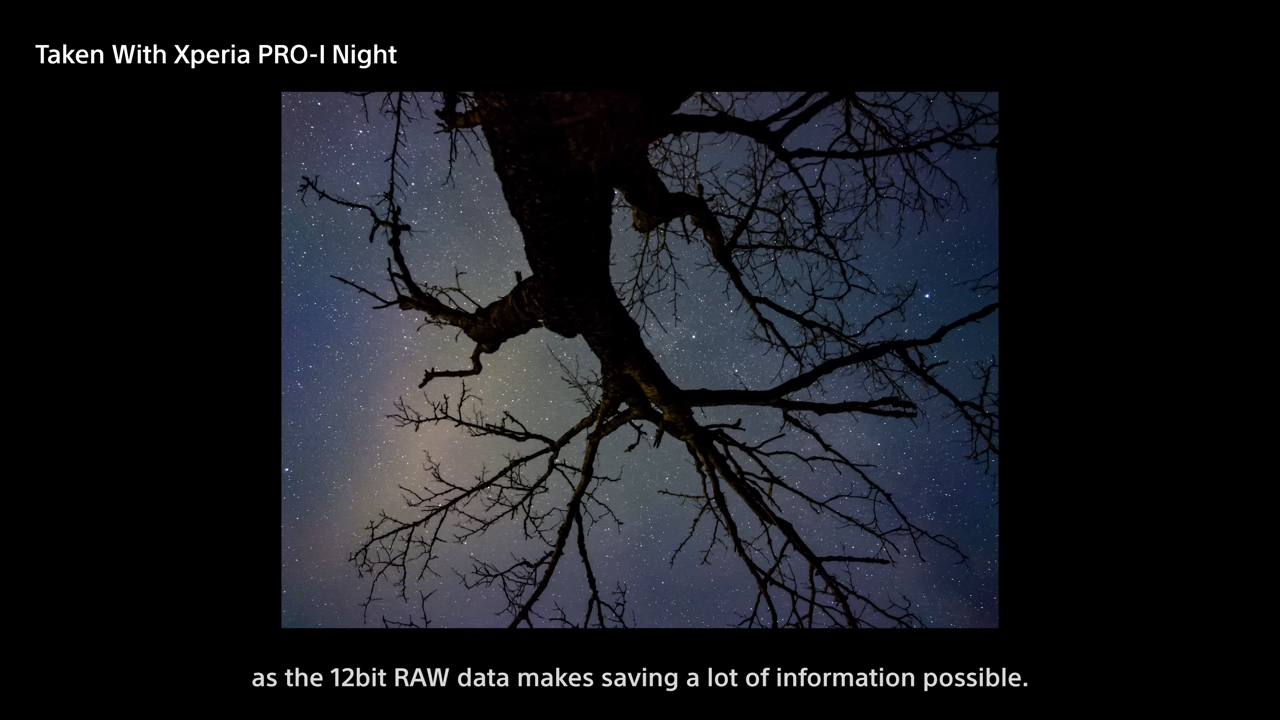 Taken With Xperia PRO-I Night
as the 12bit RAW data makes saving a lot of information possible.